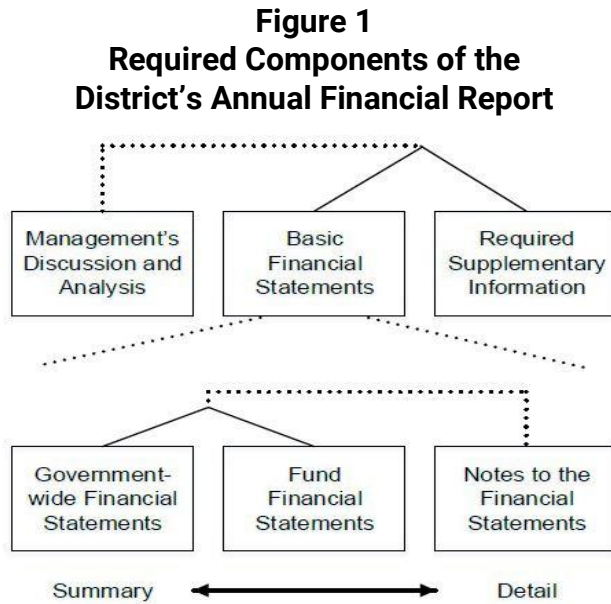 Figure 1
Required Components of the
District's Annual Financial Report
Management's
Discussion and
Analysis
Basic
Financial
Statements
Required
Supplementary
Information
Government-
wide Financial
Statements
Fund
Financial
Statements
Notes to the
Financial
Statements
Summary
Detail